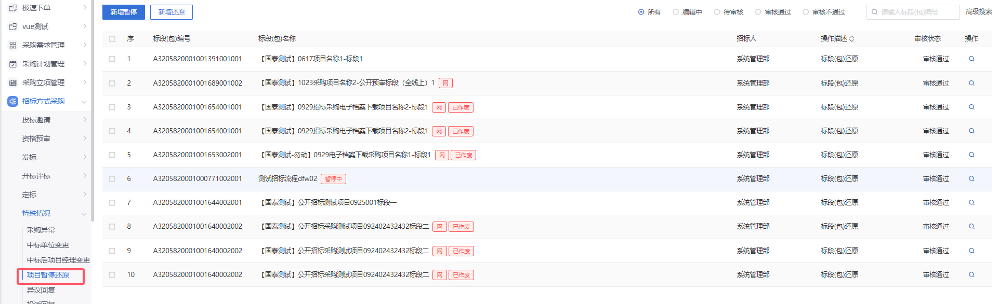 极速下单
vue测试
采购需求管理
采购计划管理
采购立项管理
招标方式采购
投标邀请
资格预审
发标
开标评标
定标
特殊情况
采购异常
中标单位变更
中标后项目经理变更
项目暂停还原
异议回复
投诉回复
新增暂停 新增还原 所有 编辑中 待审核 审核通过 审核不通过 请输入标段(包)编号 高级搜索
序 标段(包)编号 标段(包)名称 招标人 操作描述 审核状态 操作
1 A3205820001001391001001 【国泰测试】0617项目名称1-标段1 系统管理部 标段(包)还原 审核通过
2 A3205820001001689001002 【国泰测试】1023采购项目名称2-公开预审标段（全线上）1 网 系统管理部 标段(包)还原 审核通过
3 A3205820001001654001001 【国泰测试】0929招标采购电子档案下载项目名称2-标段1 网 已作废 系统管理部 标段(包)还原 审核通过
4 A3205820001001654001001 【国泰测试】0929招标采购电子档案下载项目名称2-标段1 网 已作废 系统管理部 标段(包)还原 审核通过
5 A3205820001001653002001 【国泰测试-勿动】0929电子档案下载采购项目名称1-标段1 网 已作废 系统管理部 标段(包)还原 审核通过
6 A3205820001000771002001 测试招标流程dfw02 暂停中 系统管理部 标段(包)还原 审核通过
7 A3205820001001644002001 【国泰测试】公开招标测试项目0925001标段一 系统管理部 标段(包)还原 审核通过
8 A3205820001001640002002 【国泰测试】公开招标采购测试项目092402432432标段二 网 已作废 系统管理部 标段(包)还原 审核通过
9 A3205820001001640002002 【国泰测试】公开招标采购测试项目092402432432标段二 网 已作废 系统管理部 标段(包)还原 审核通过
10 A3205820001001640002002 【国泰测试】公开招标采购测试项目092402432432标段二 网 已作废 系统管理部 标段(包)还原 审核通过